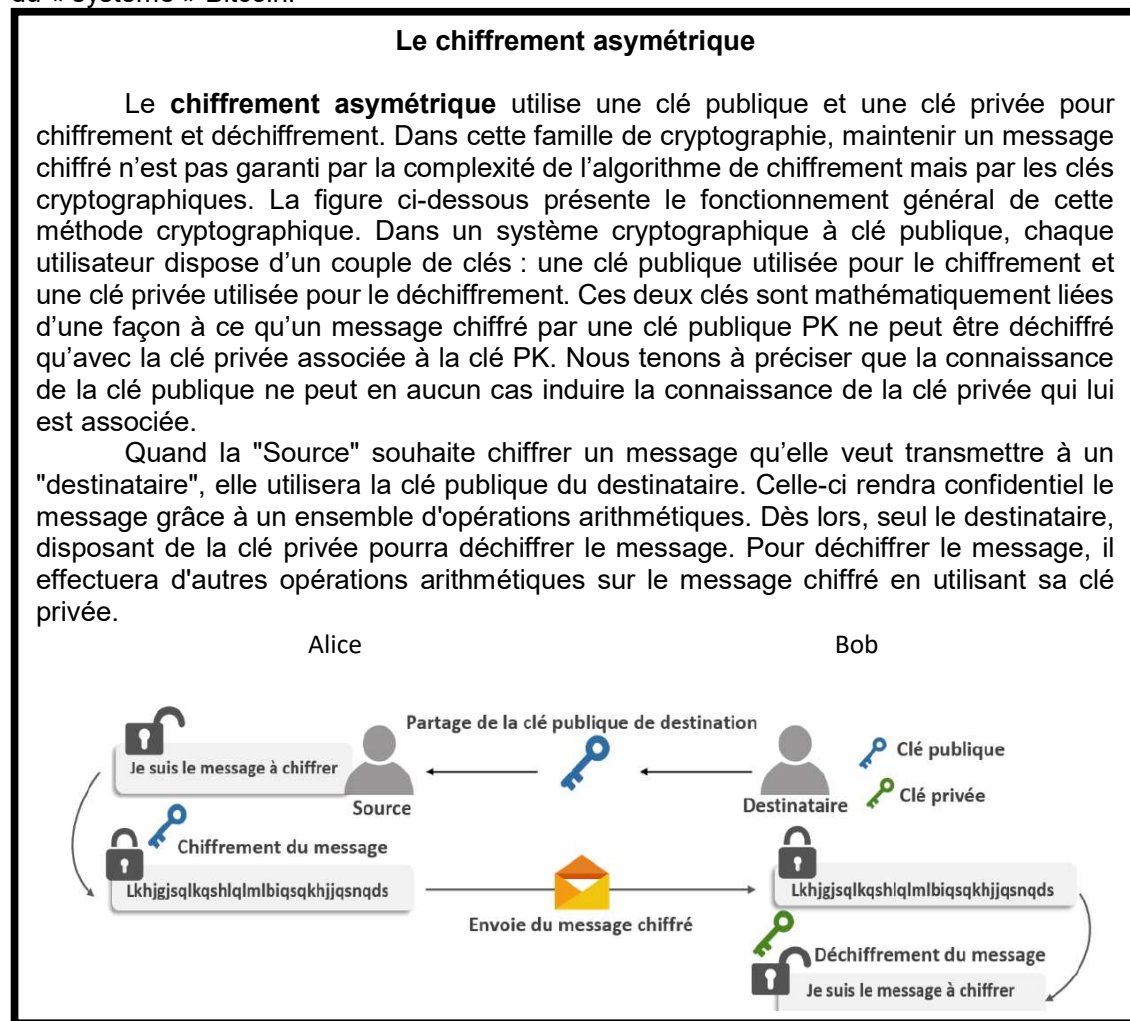 Le chiffrement asymétrique
Le chiffrement asymétrique utilise une clé publique et une clé privée pour
chiffrement et déchiffrement. Dans cette famille de cryptographie, maintenir un message
chiffré n’est pas garanti par la complexité de l’algorithme de chiffrement mais par les clés
cryptographiques. La figure ci-dessous présente le fonctionnement général de cette
méthode cryptographique. Dans un système cryptographique à clé publique, chaque
utilisateur dispose d’un couple de clés : une clé publique utilisée pour le chiffrement et
une clé privée utilisée pour le déchiffrement. Ces deux clés sont mathématiquement liées
d’une façon à ce qu’un message chiffré par une clé publique PK ne peut être déchiffré
qu’avec la clé privée associée à la clé PK. Nous tenons à préciser que la connaissance
de la clé publique ne peut en aucun cas induire la connaissance de la clé privée qui lui
est associée.
Quand la "Source" souhaite chiffrer un message qu’elle veut transmettre à un
"destinataire", elle utilisera la clé publique du destinataire. Celle-ci rendra confidentiel le
message grâce à un ensemble d'opérations arithmétiques. Dès lors, seul le destinataire,
disposant de la clé privée pourra déchiffrer le message. Pour déchiffrer le message, il
effectuera d'autres opérations arithmétiques sur le message chiffré en utilisant sa clé
privée.
Alice Bob
Partage de la clé publique de destination
Je suis le message à chiffrer
Clé publique
Source
Destinataire
Clé privée
Chiffrement du message
Lkhjgjsqlkqshlqlmlbiqsqkhjjqsnqds
Lkhjgjsqlkqshlqlmlbiqsqkhjjqsnqds
Envoie du message chiffré
Déchiffrement du message
Je suis le message à chiffrer